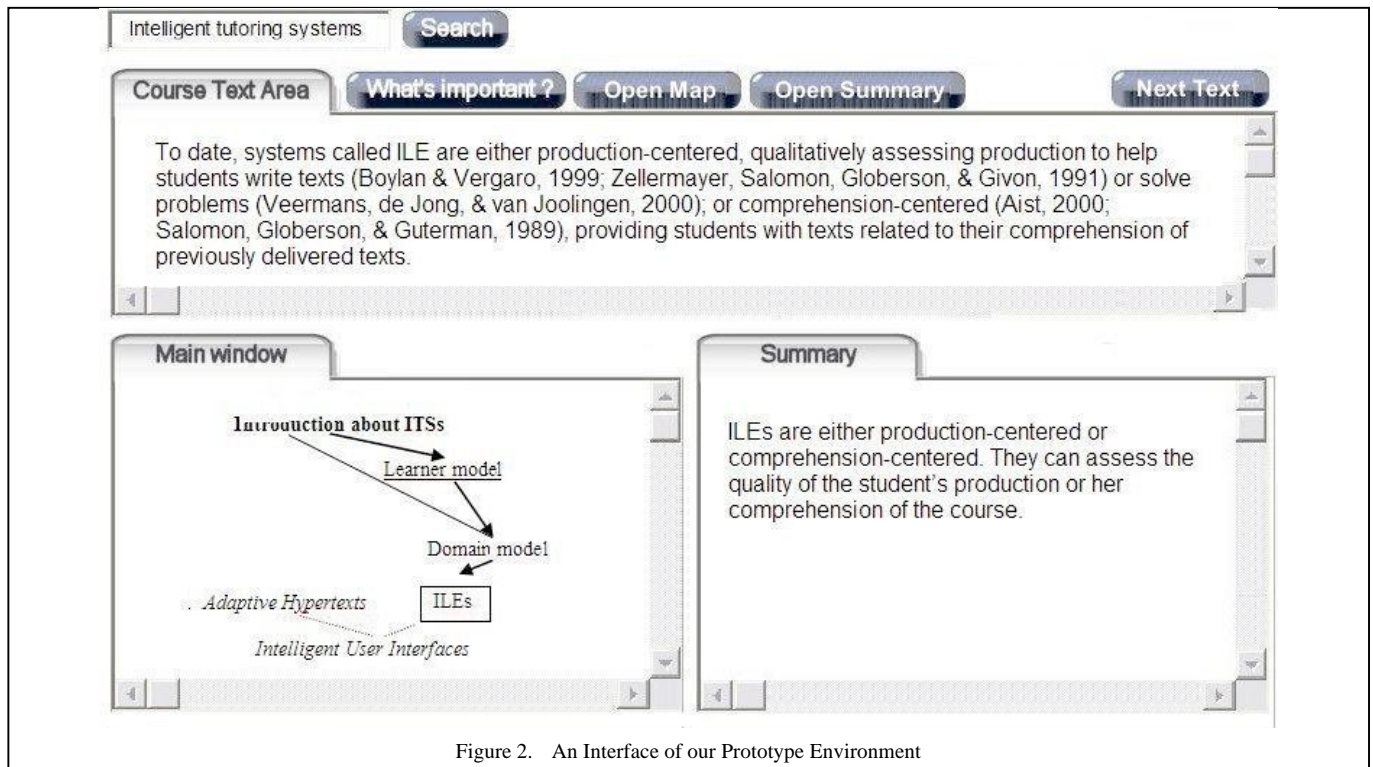 Intelligent tutoring systems
Search
Course Text Area
What's important ?
Open Map
Open Summary
Next Text
To date, systems called ILE are either production-centered, qualitatively assessing production to help
students write texts (Boylan & Vergaro, 1999; Zellermayer, Salomon, Globerson, & Givon, 1991) or solve
problems (Veermans, de Jong, & van Joolingen, 2000); or comprehension-centered (Aist, 2000;
Salomon, Globerson, & Guterman, 1989), providing students with texts related to their comprehension of
previously delivered texts.
Main window
Introduction about ITSs
Learner model
Domain model
. Adaptive Hypertexts
ILEs
Intelligent User Interfaces
Summary
ILEs are either production-centered or
comprehension-centered. They can assess the
quality of the student's production or her
comprehension of the course.
Figure 2. An Interface of our Prototype Environment